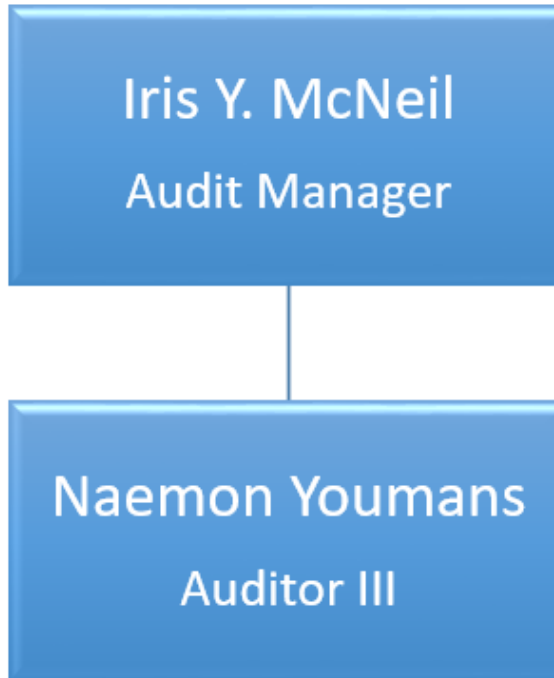 Iris Y. McNeil
Audit Manager
Naemon Youmans
Auditor III